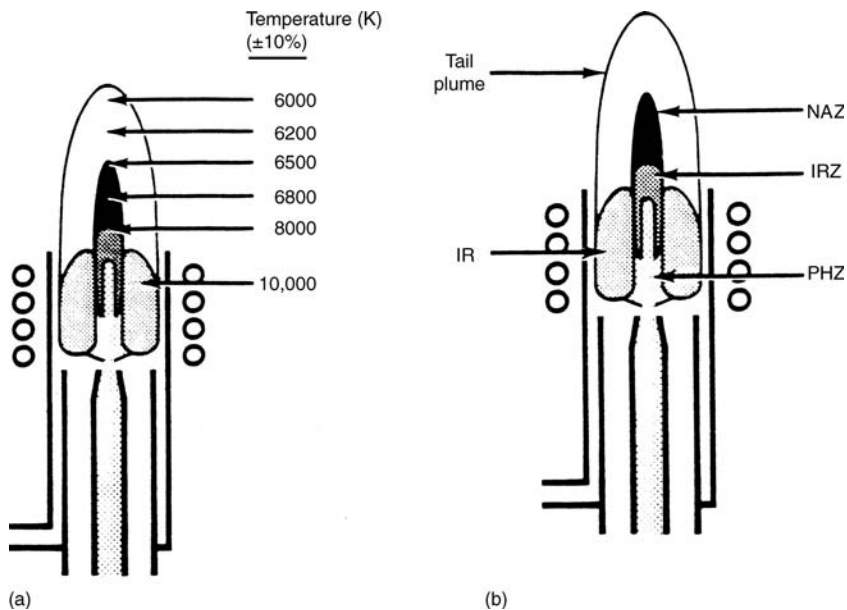 Temperature (K)
(±10%)
6000
6200
6500
6800
8000
10,000
(a)
Tail
plume
NAZ
IRZ
IR
PHZ
(b)